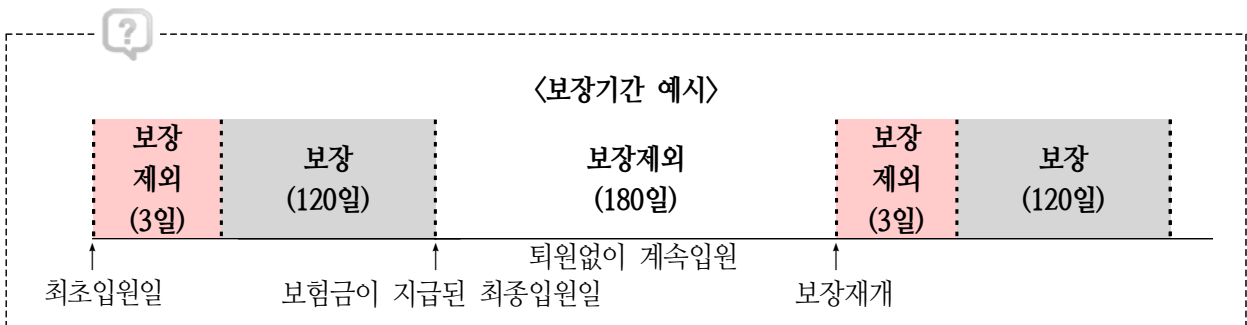 ?
〈보장기간 예시〉
보장
제외
(3일)
보장
(120일)
보장제외
(180일)
보장
제외
(3일)
보장
(120일)
퇴원없이 계속입원
최초입원일
보험금이 지급된 최종입원일
보장재개